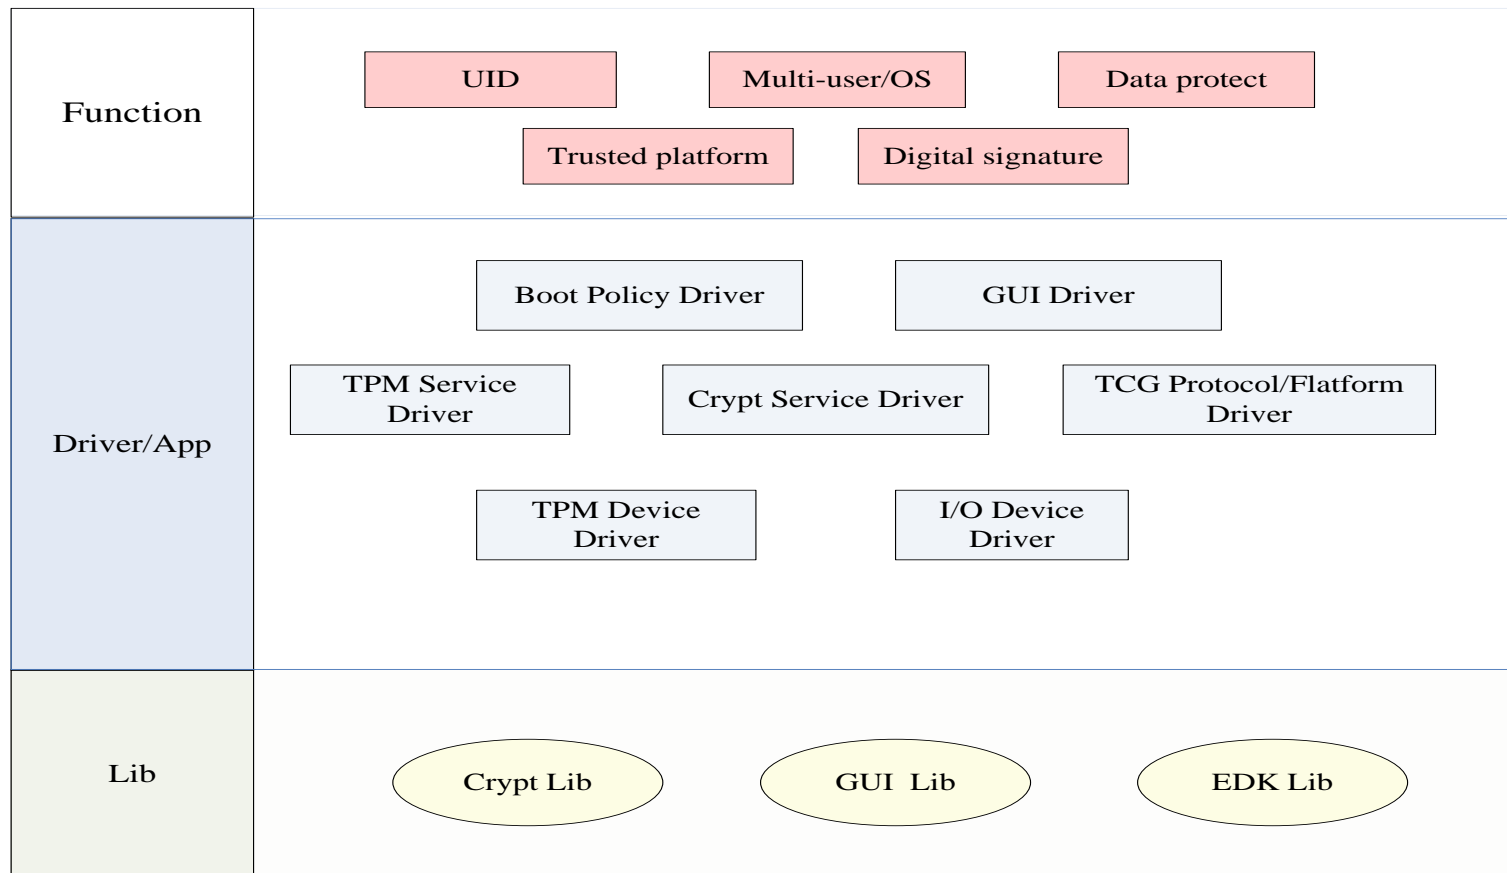 Function
UID
Multi-user/OS
Data protect
Trusted platform
Digital signature
Driver/App
Boot Policy Driver
GUI Driver
TPM Service
Driver
Crypt Service Driver
TCG Protocol/Flatform
Driver
TPM Device
Driver
I/O Device
Driver
Lib
Crypt Lib
GUI  Lib
EDK Lib